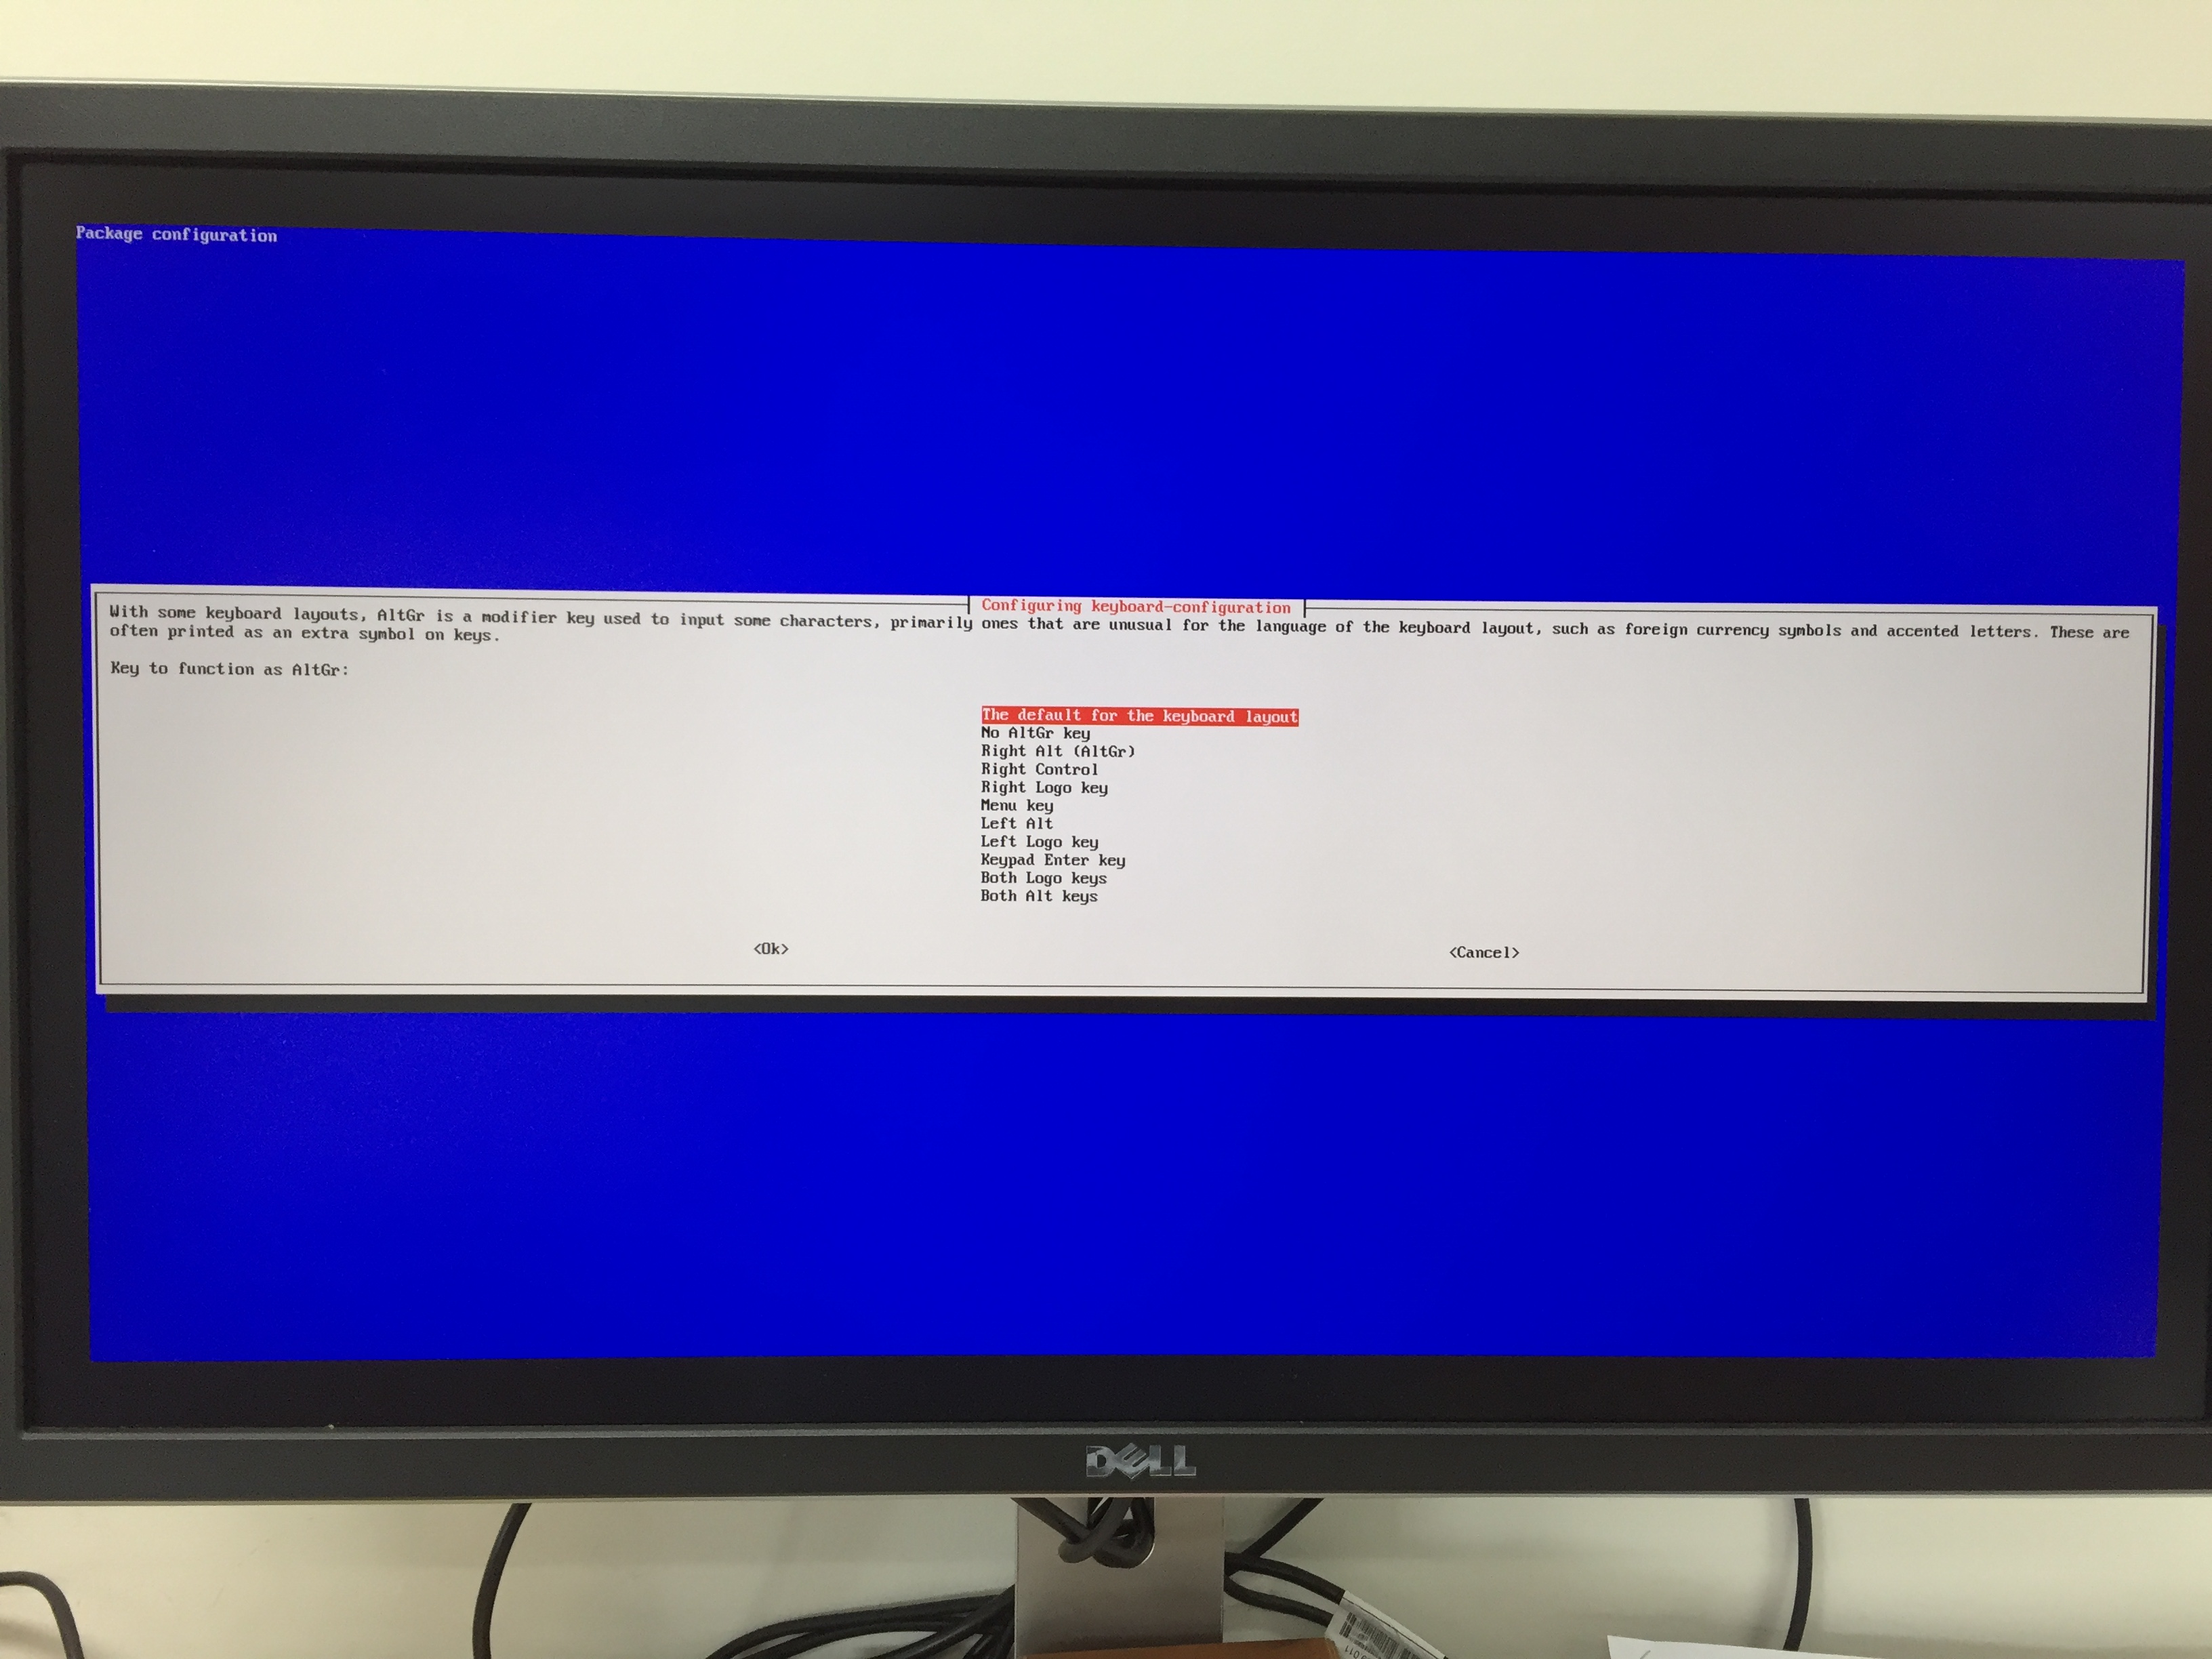 Package configuration
Configuring keyboard-configuration
With some keyboard layouts, AltGr is a modifier key used to input some characters, primarily ones that are unusual for the language of the keyboard layout, such as foreign currency symbols and accented letters. These are
often printed as an extra symbol on keys.
Key to function as AltGr:
The default for the keyboard layout
No AltGr key
Right Alt (AltGr)
Right Control
Right Logo key
Menu key
Left Alt
Left Logo key
Keypad Enter key
Both Logo keys
Both Alt keys
<Ok> <Cancel>
DELL